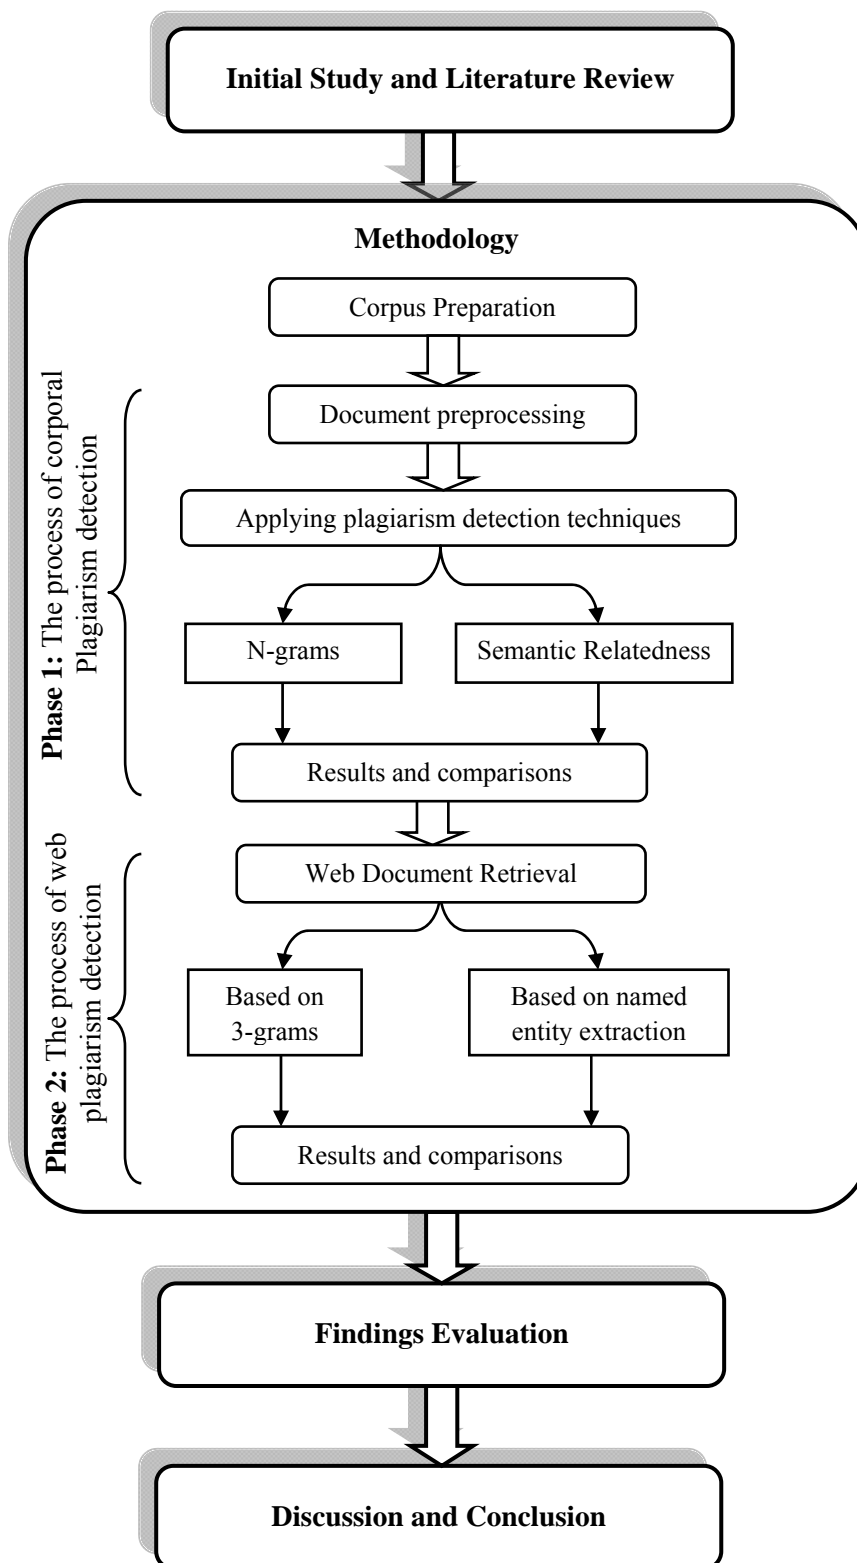 Initial Study and Literature Review
Methodology
Corpus Preparation
Phase 1: The process of corporal
Plagiarism detection
Document preprocessing
Applying plagiarism detection techniques
N-grams
Semantic Relatedness
Results and comparisons
Phase 2: The process of web
plagiarism detection
Web Document Retrieval
Based on
3-grams
Based on named
entity extraction
Results and comparisons
Findings Evaluation
Discussion and Conclusion